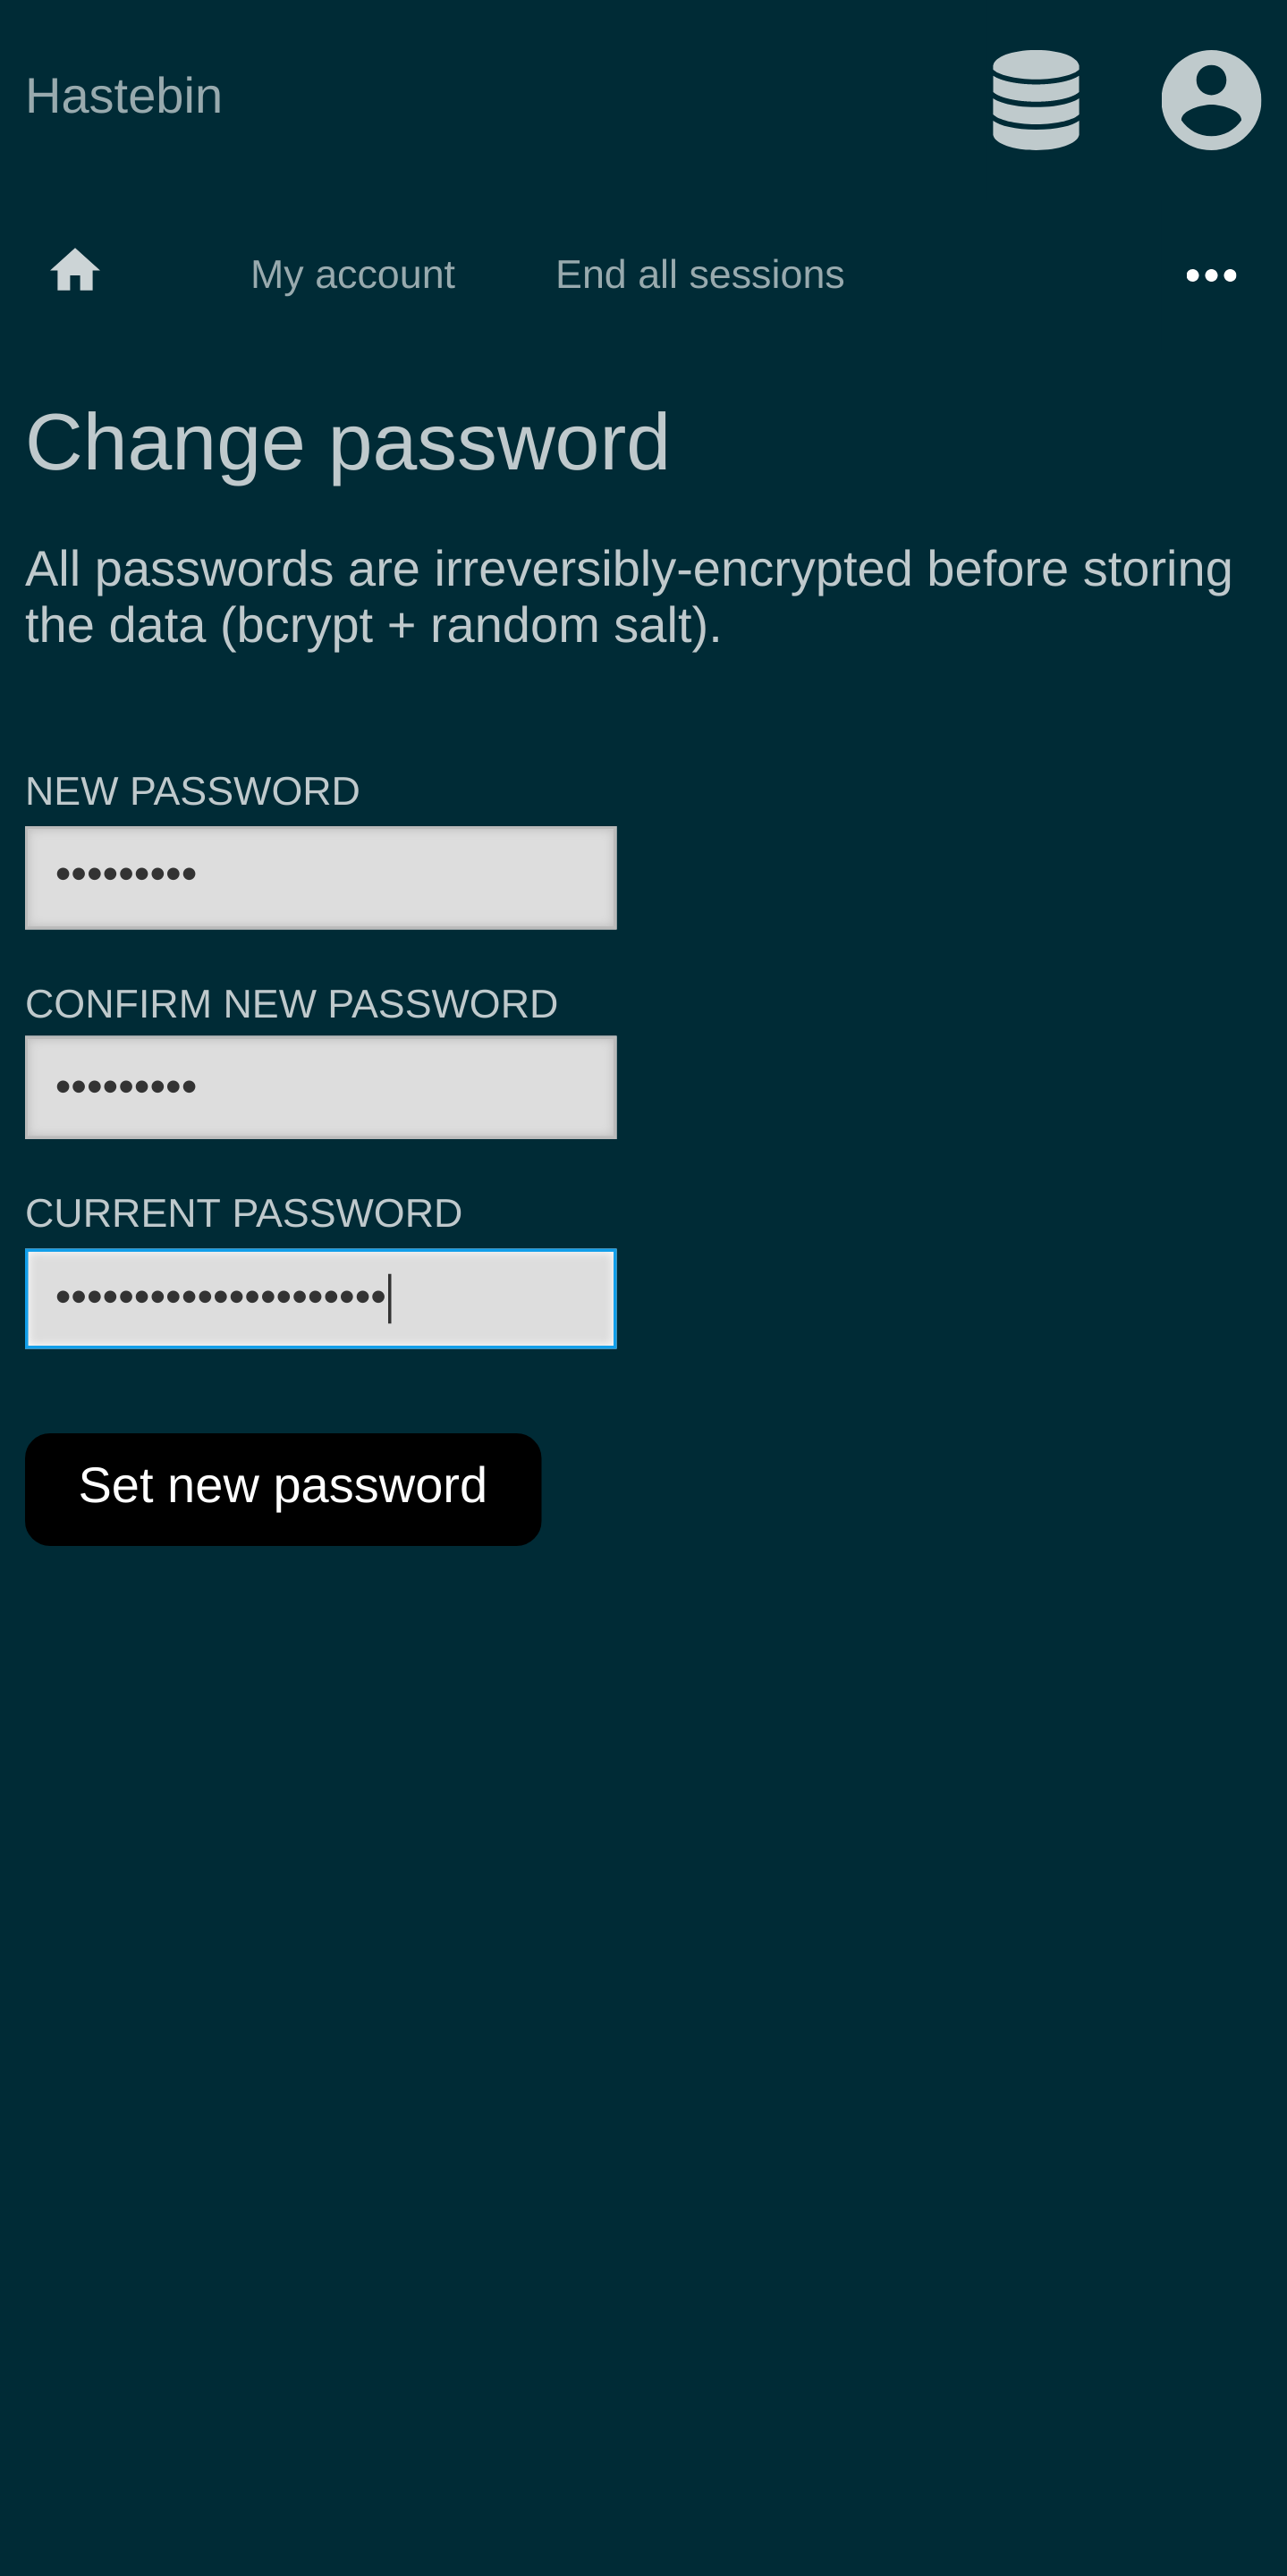 Hastebin
My account End all sessions •••
Change password
All passwords are irreversibly-encrypted before storing
the data (bcrypt + random salt).
NEW PASSWORD
•••••••••
CONFIRM NEW PASSWORD
•••••••••
CURRENT PASSWORD
•••••••••••••••••••••
Set new password